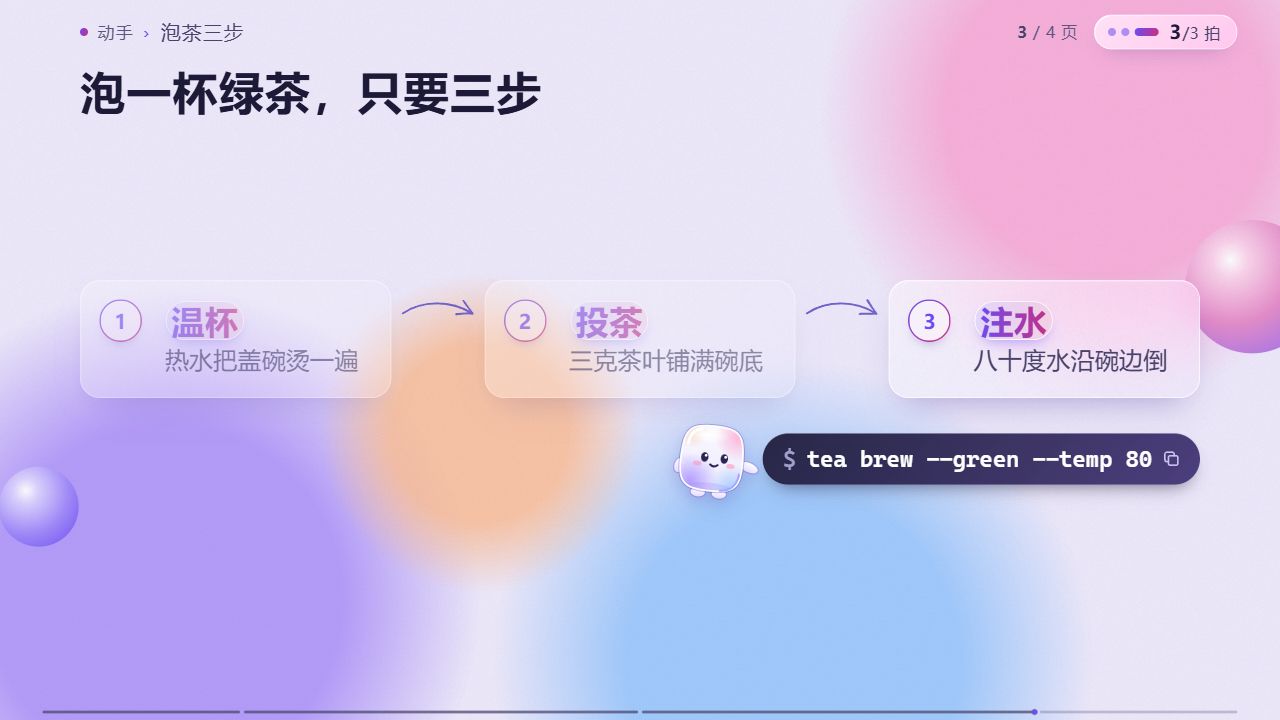 动手 › 泡茶三步
3 / 4 页
3/3 拍
泡一杯绿茶，只要三步
1
温杯
热水把盖碗烫一遍
2
投茶
三克茶叶铺满碗底
3
注水
八十度水沿碗边倒
$ tea brew --green --temp 80